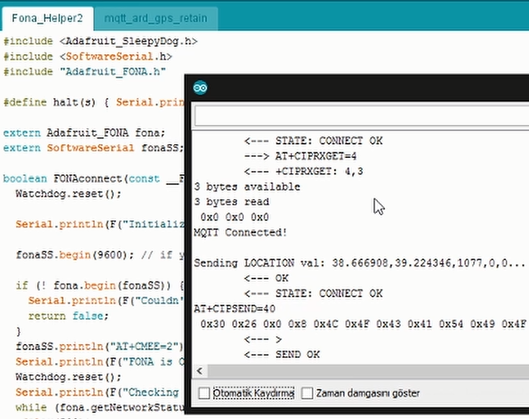 Fona_Helper2 mqtt_ard_gps_retain
#include <Adafruit_SleepyDog.h>
#include <SoftwareSerial.h>
#include "Adafruit_FONA.h"
#define halt(s) { Serial.prin
extern Adafruit_FONA fona;
extern SoftwareSerial fonaSS;
boolean FONAconnect(const __F
Watchdog.reset();
Serial.println(F("Initializ
fonaSS.begin(9600); // if y
if (! fona.begin(fonaSS)) {
Serial.println(F("Couldn'
return false;
}
fonaSS.println("AT+CMEE=2")
Serial.println(F("FONA is O
Watchdog.reset();
Serial.println(F("Checking
while (fona.getNetworkStatu
<--- STATE: CONNECT OK
---> AT+CIPRXGET=4
<--- +CIPRXGET: 4,3
3 bytes available
3 bytes read
0x0 0x0 0x0
MQTT Connected!
Sending LOCATION val: 38.666908,39.224346,1077,0,0...
<--- OK
<--- STATE: CONNECT OK
AT+CIPSEND=40
0x30 0x26 0x0 0x8 0x4C 0x4F 0x43 0x41 0x54 0x49 0x4F
<--- >
<--- SEND OK
Otomatik Kaydırma Zaman damgasını göster